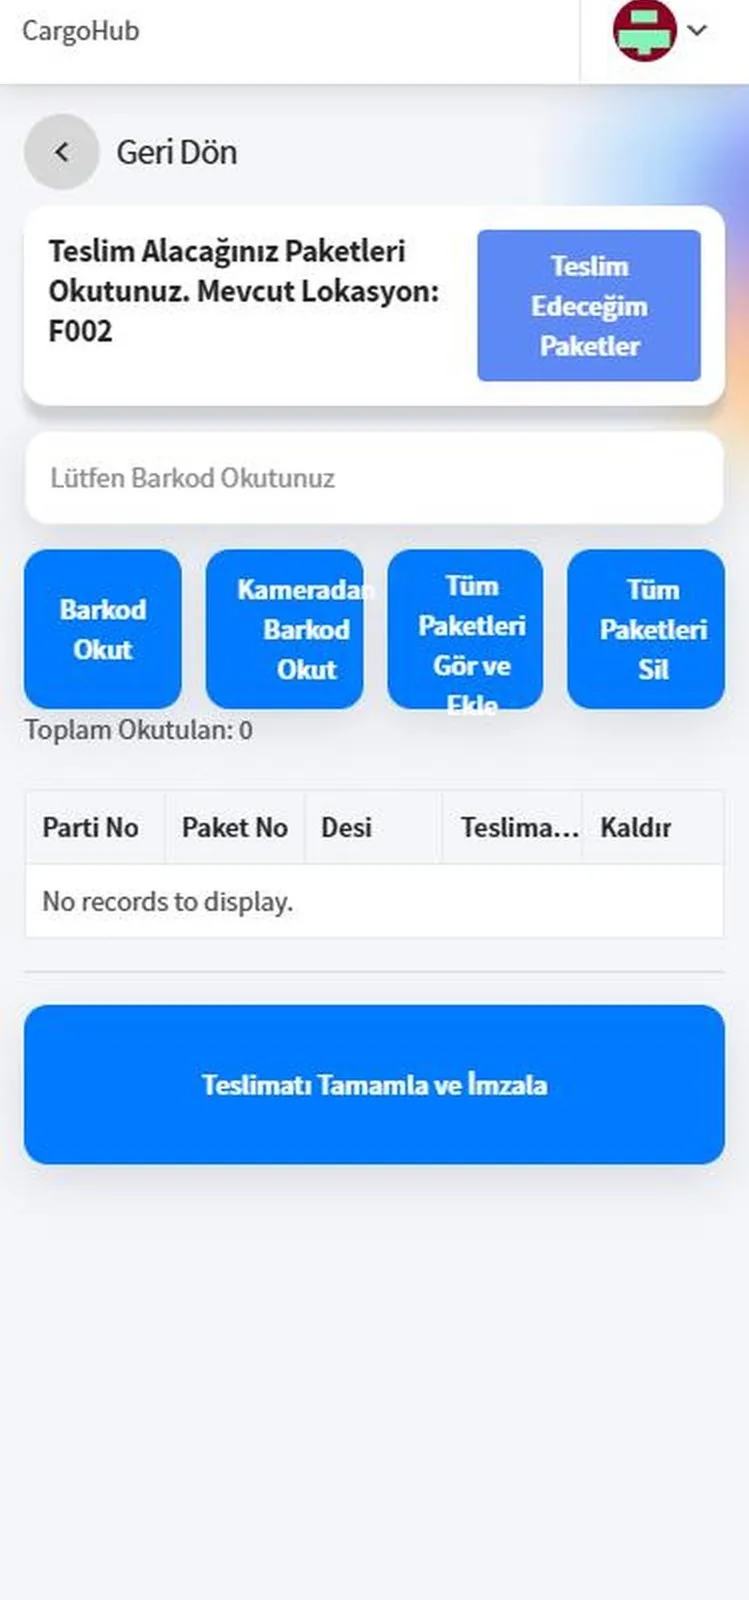 CargoHub
Geri Dön
Teslim Alacağınız Paketleri
Okutunuz. Mevcut Lokasyon:
F002
Teslim
Edeceğim
Paketler
Lütfen Barkod Okutunuz
Barkod
Okut
Kameradan
Barkod
Okut
Tüm
Paketleri
Gör ve
Ekle
Tüm
Paketleri
Sil
Toplam Okutulan: 0
Parti No Paket No Desi Teslima... Kaldır
No records to display.
Teslimatı Tamamla ve İmzala